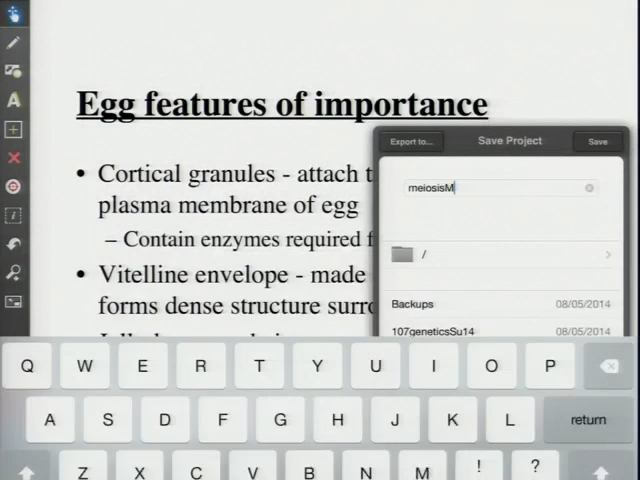 Egg features of importance
Export to... Save Project Save
• Cortical granules - attach t
plasma membrane of egg
– Contain enzymes required f
• Vitelline envelope - made
forms dense structure surro
meiosisM
/
Backups 08/05/2014
107geneticsSu14 08/05/2014
Q W E R T Y U I O P
A S D F G H J K L return
Z X C V B N M ! ?